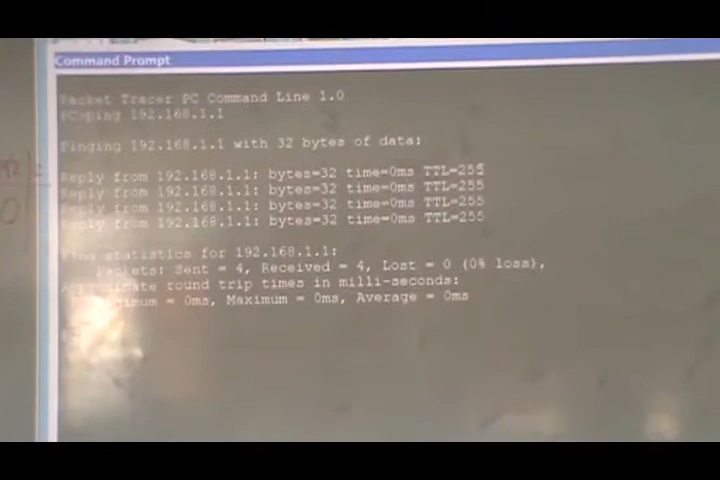 Command Prompt
Packet Tracer PC Command Line 1.0
PC>ping 192.168.1.1
Pinging 192.168.1.1 with 32 bytes of data:
Reply from 192.168.1.1: bytes=32 time=0ms TTL=255
Reply from 192.168.1.1: bytes=32 time=0ms TTL=255
Reply from 192.168.1.1: bytes=32 time=0ms TTL=255
Reply from 192.168.1.1: bytes=32 time=0ms TTL=255
Ping statistics for 192.168.1.1:
Packets: Sent = 4, Received = 4, Lost = 0 (0% loss),
Approximate round trip times in milli-seconds:
Minimum = 0ms, Maximum = 0ms, Average = 0ms